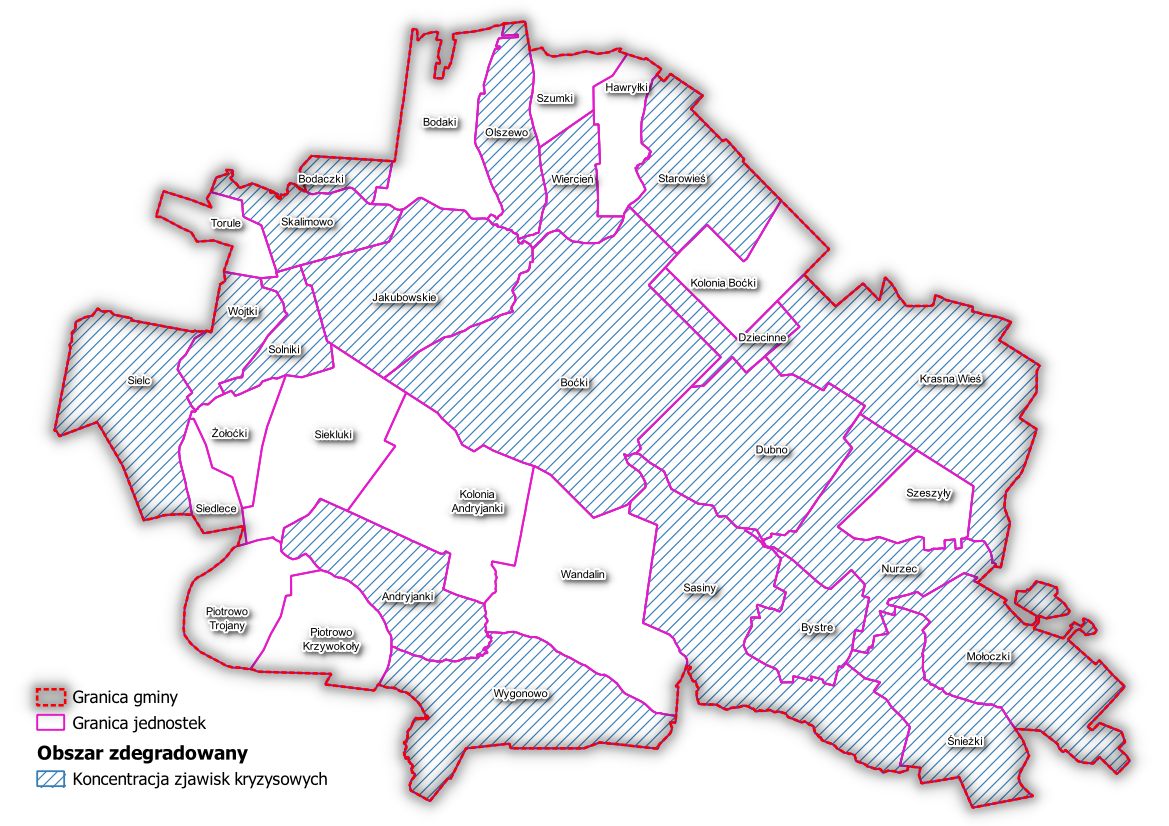 Hawryłki
Szumki
Bodaki
Olszewo
Bodaczki
Wiercień
Starowieś
Torule
Skalimowo
Kolonia Boćki
Jakubowskie
Wojtki
Dziecinne
Solniki
Sielc
Boćki
Krasna Wieś
Żołoćki
Siekluki
Dubno
Kolonia
Andryjanki
Szeszyły
Siedlece
Wandalin
Nurzec
Sasiny
Andryjanki
Piotrowo
Trojany
Bystre
Piotrowo
Krzywokoły
Mołoczki
Wygonowo
Śnieżki
Granica gminy
Granica jednostek
Obszar zdegradowany
Koncentracja zjawisk kryzysowych